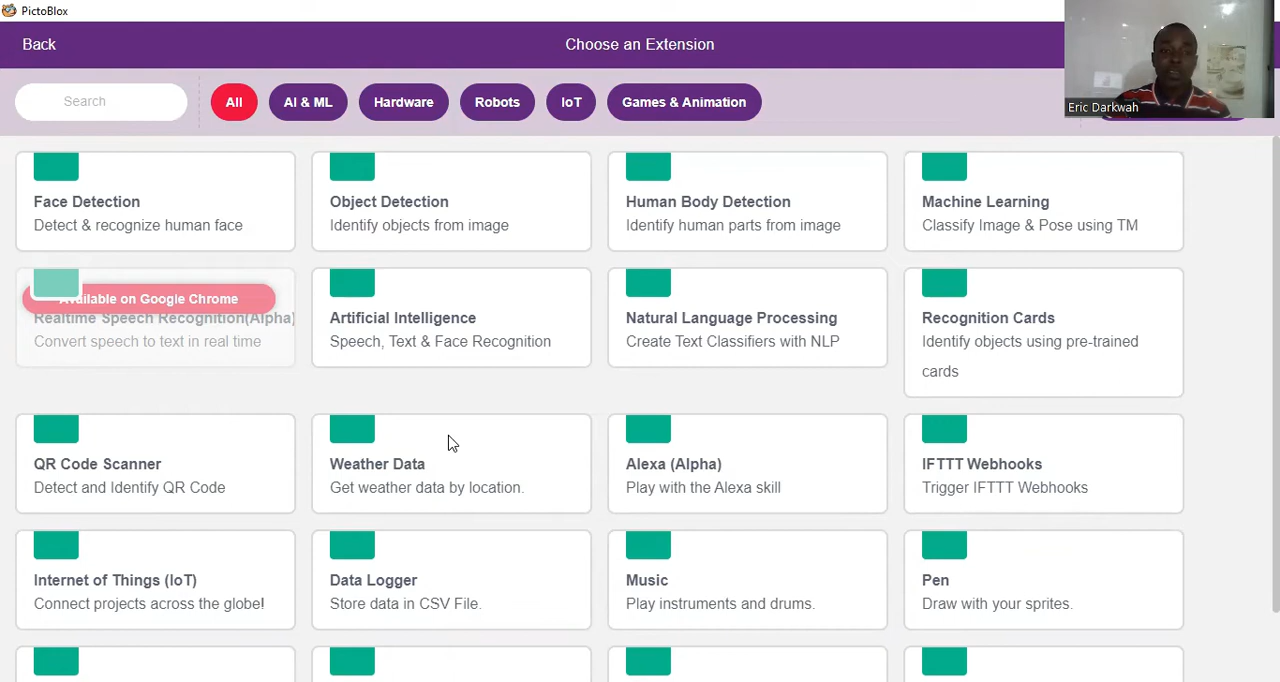 PictoBlox
Back
Choose an Extension
Eric Darkwah
Search
All
AI & ML
Hardware
Robots
IoT
Games & Animation
Face Detection
Detect & recognize human face
Object Detection
Identify objects from image
Human Body Detection
Identify human parts from image
Machine Learning
Classify Image & Pose using TM
Available on Google Chrome
Realtime Speech Recognition(Alpha)
Convert speech to text in real time
Artificial Intelligence
Speech, Text & Face Recognition
Natural Language Processing
Create Text Classifiers with NLP
Recognition Cards
Identify objects using pre-trained
cards
QR Code Scanner
Detect and Identify QR Code
Weather Data
Get weather data by location.
Alexa (Alpha)
Play with the Alexa skill
IFTTT Webhooks
Trigger IFTTT Webhooks
Internet of Things (IoT)
Connect projects across the globe!
Data Logger
Store data in CSV File.
Music
Play instruments and drums.
Pen
Draw with your sprites.